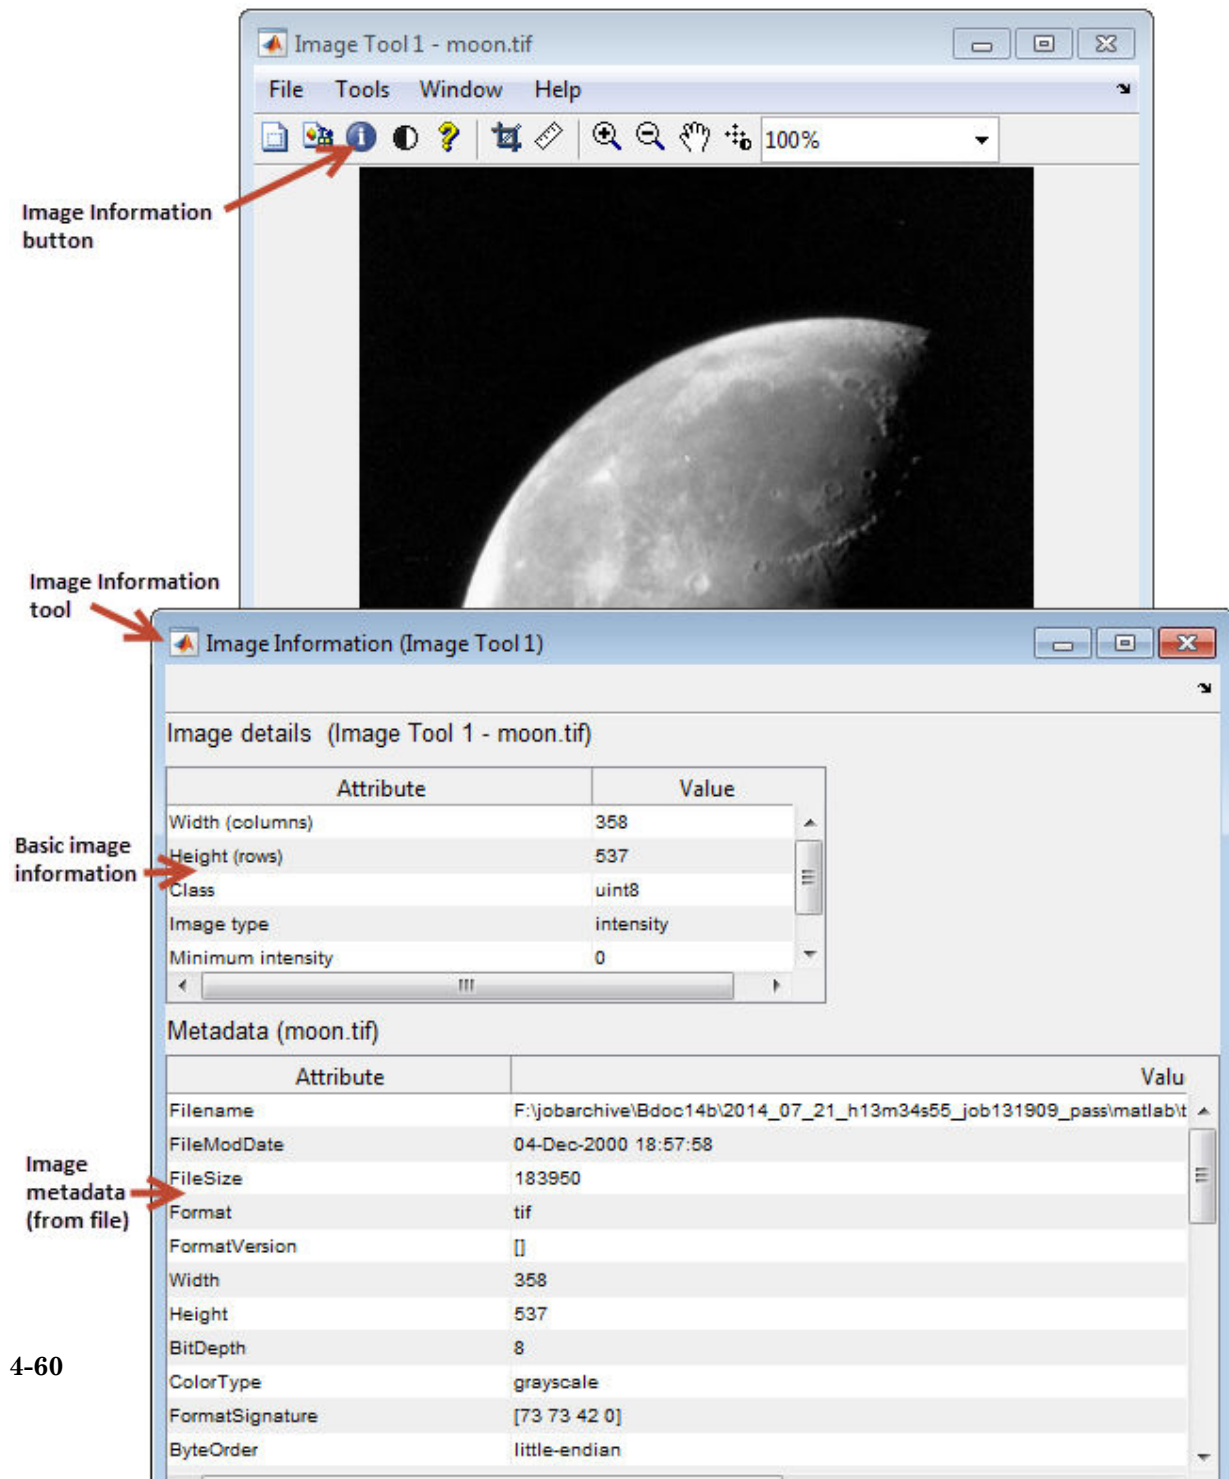 Image Tool 1 - moon.tif
File Tools Window Help
100%
Image Information
button
Image Information
tool
Image Information (Image Tool 1)
Image details (Image Tool 1 - moon.tif)
Attribute Value
Width (columns) 358
Basic image
information
Height (rows) 537
Class uint8
Image type intensity
Minimum intensity 0
Metadata (moon.tif)
Attribute Valu
Filename F:\jobarchive\Bdoc14b\2014_07_21_h13m34s55_job131909_pass\matlab\t
FileModDate 04-Dec-2000 18:57:58
Image
metadata
(from file)
FileSize 183950
Format tif
FormatVersion []
Width 358
Height 537
BitDepth 8
4-60
ColorType grayscale
FormatSignature [73 73 42 0]
ByteOrder little-endian